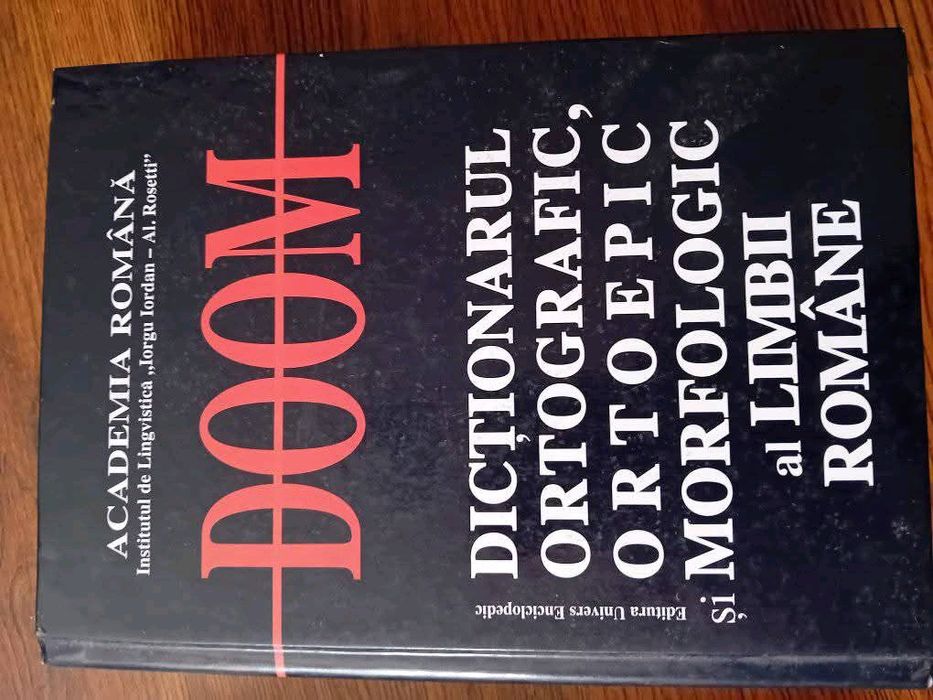 ACADEMIA ROMÂNĂ
Institutul de Lingvistica „Iorgu Iordan – Al. Rosetti”
DOOM
DICȚIONARUL
ORTOGRAFIC,
ORTOEPIC
și MORFOLOGIC
al LIMBII
ROMÂNE
Editura Univers Enciclopedic